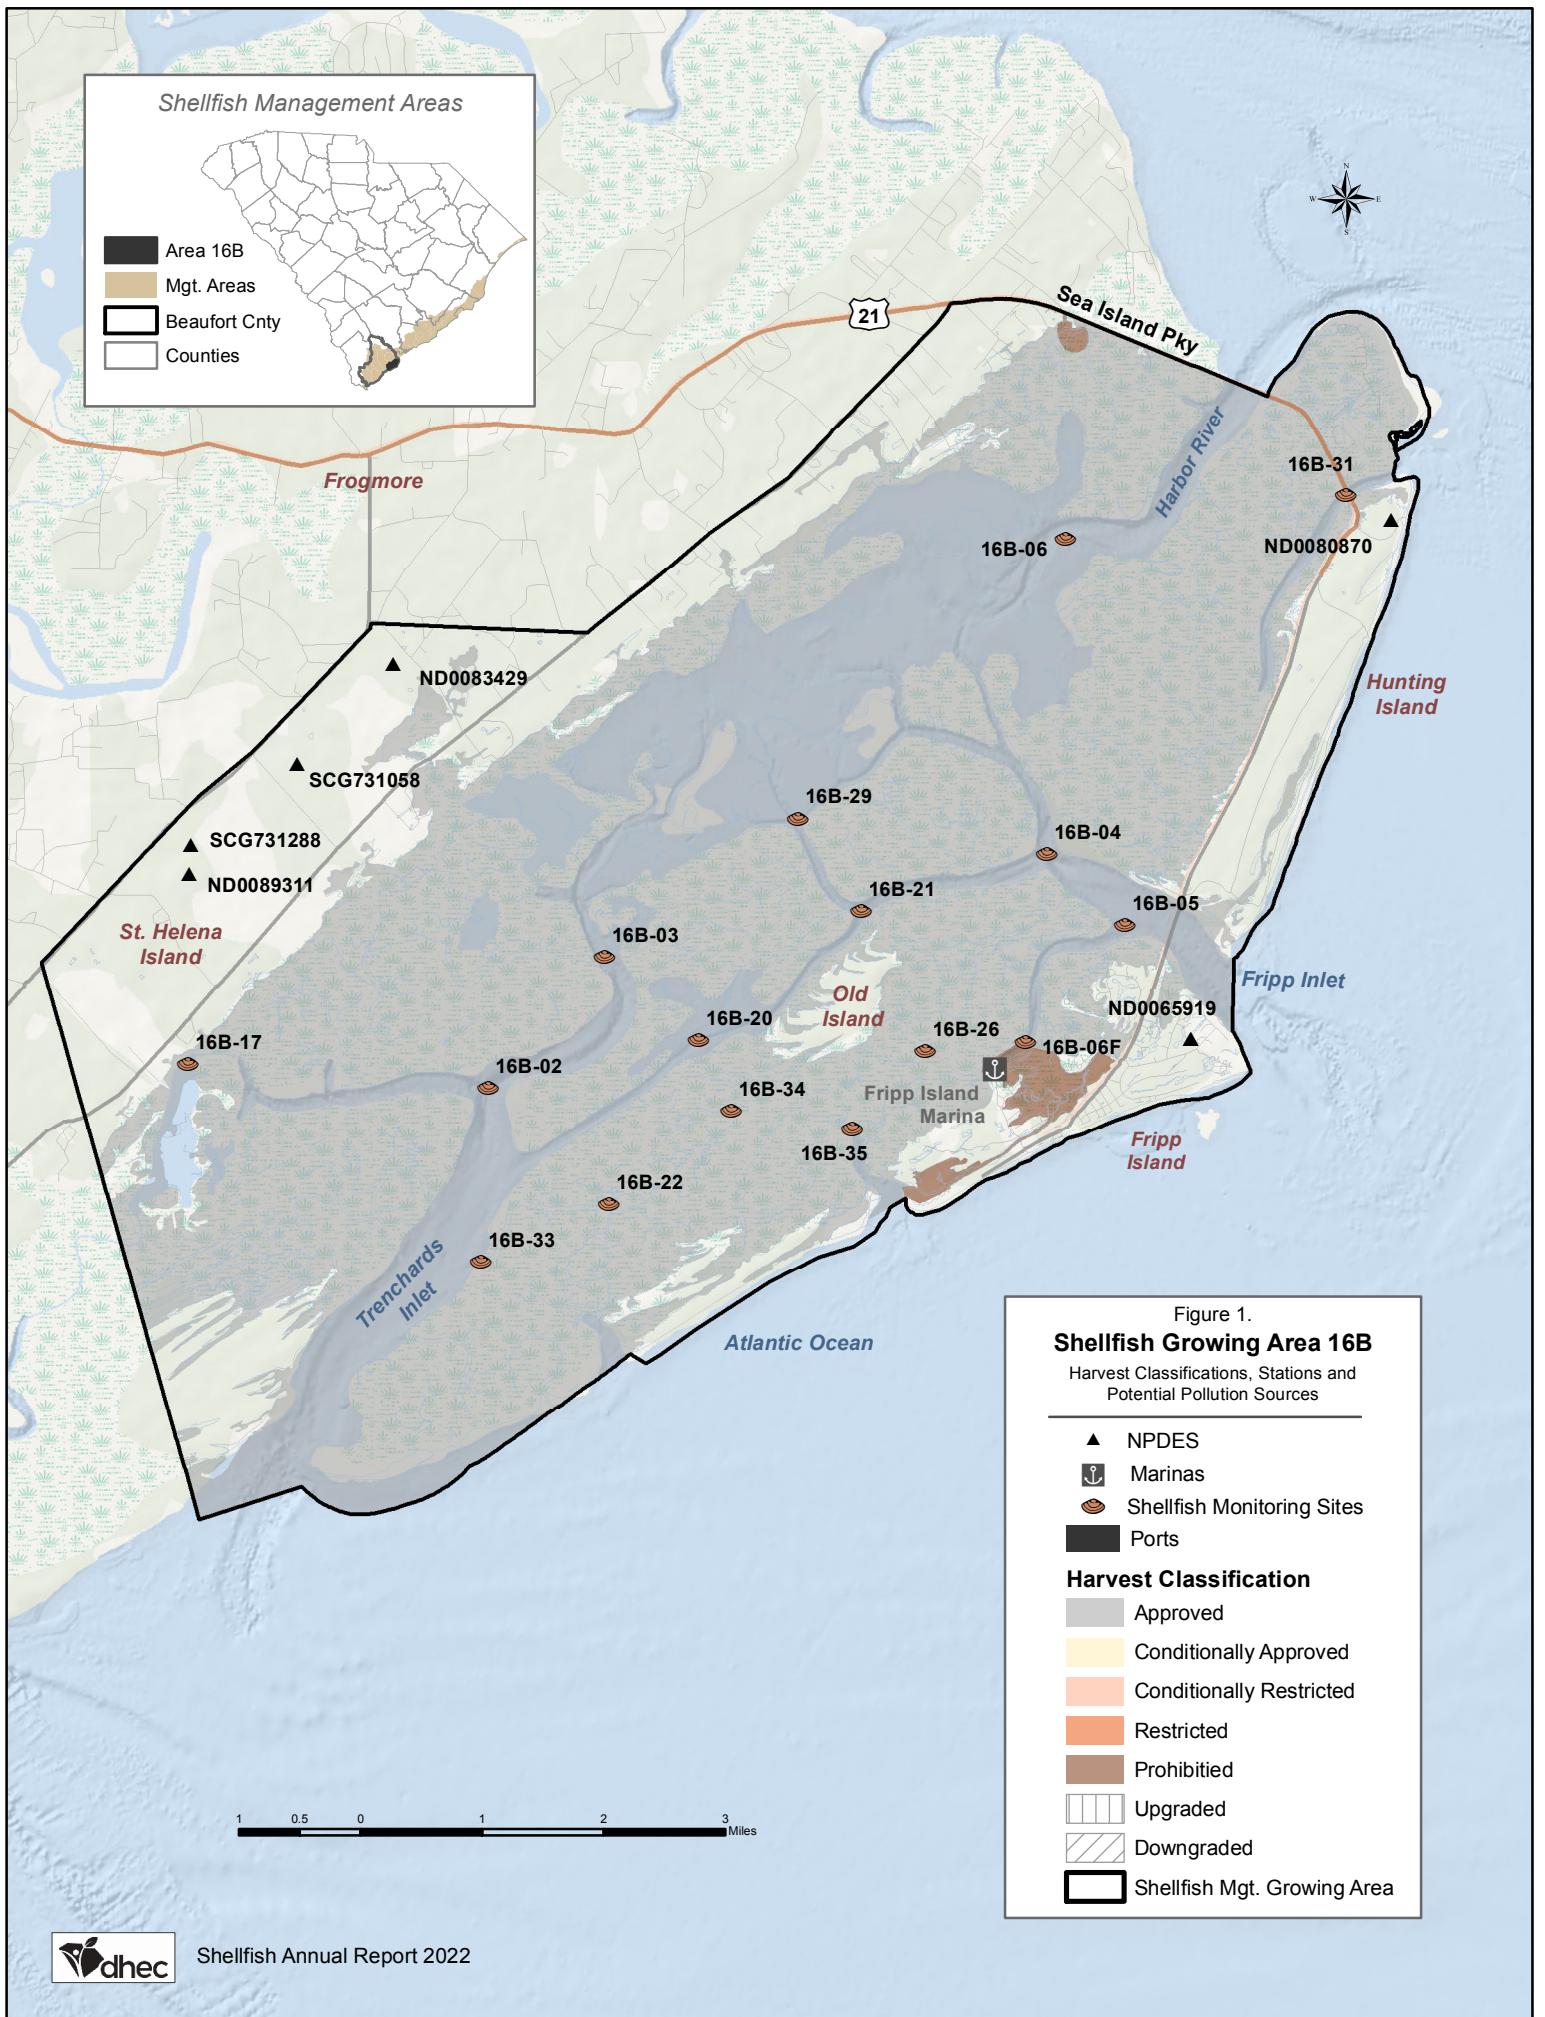 Shellfish Management Areas
Area 16B
Mgt. Areas
Beaufort Cnty
Counties
N
W
E
S
21
Sea Island Pky
Harbor River
16B-31
Frogmore
16B-06
ND0080870
ND0083429
Hunting
Island
SCG731058
16B-29
16B-04
SCG731288
ND0089311
16B-21
16B-05
St. Helena
Island
16B-03
Fripp Inlet
Old
Island
ND0065919
16B-20
16B-26
16B-06F
16B-17
16B-02
16B-34
Fripp Island
Marina
16B-35
Fripp
Island
16B-22
16B-33
Trenchards
Inlet
Atlantic Ocean
Figure 1.
Shellfish Growing Area 16B
Harvest Classifications, Stations and
Potential Pollution Sources
NPDES
Marinas
Shellfish Monitoring Sites
Ports
Harvest Classification
Approved
Conditionally Approved
Conditionally Restricted
Restricted
Prohibitied
Upgraded
Downgraded
Shellfish Mgt. Growing Area
1 0.5 0 1 2 3
Miles
dhec
Shellfish Annual Report 2022